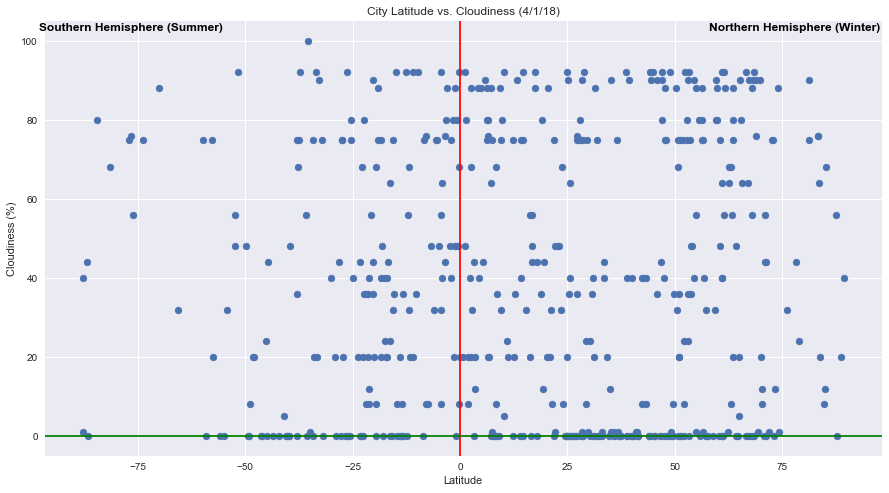 City Latitude vs. Cloudiness (4/1/18)
Southern Hemisphere (Summer)
Northern Hemisphere (Winter)
100
80
60
40
20
0
Cloudiness (%)
−75
−50
−25
0
25
50
75
Latitude